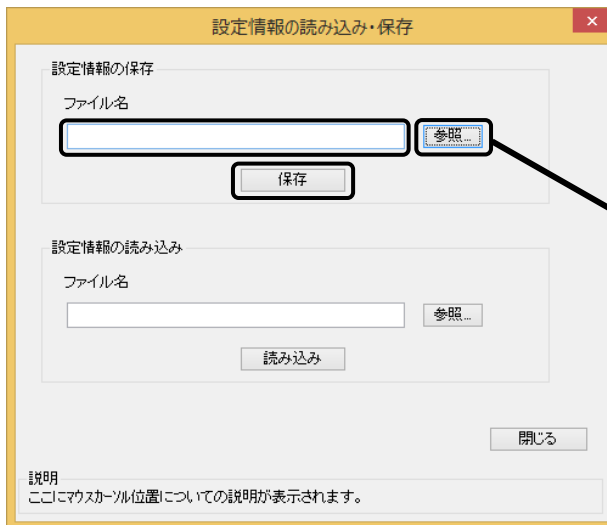 設定情報の読み込み・保存
×
設定情報の保存
ファイル名
参照...
保存
設定情報の読み込み
ファイル名
参照...
読み込み
閉じる
説明
ここにマウスカーソル位置についての説明が表示されます。